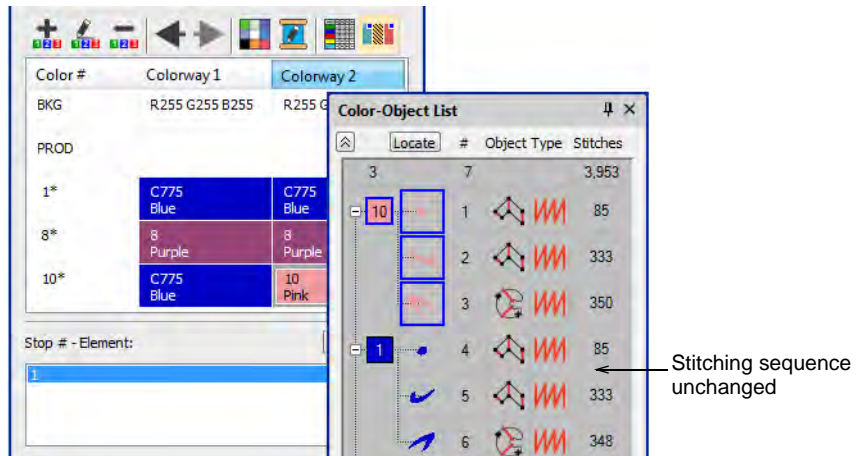 Color # Colorway 1 Colorway 2
BKG R255 G255 B255 R255 G
PROD
1* C775 Blue C775 Blue
8* 8 Purple 8 Purple
10* C775 Blue 10 Pink
Stop # - Element:
1
Color-Object List
Locate # Object Type Stitches
3 7 3,953
10 1 85
2 333
3 350
1 4 85
5 333
6 348
Stitching sequence
unchanged